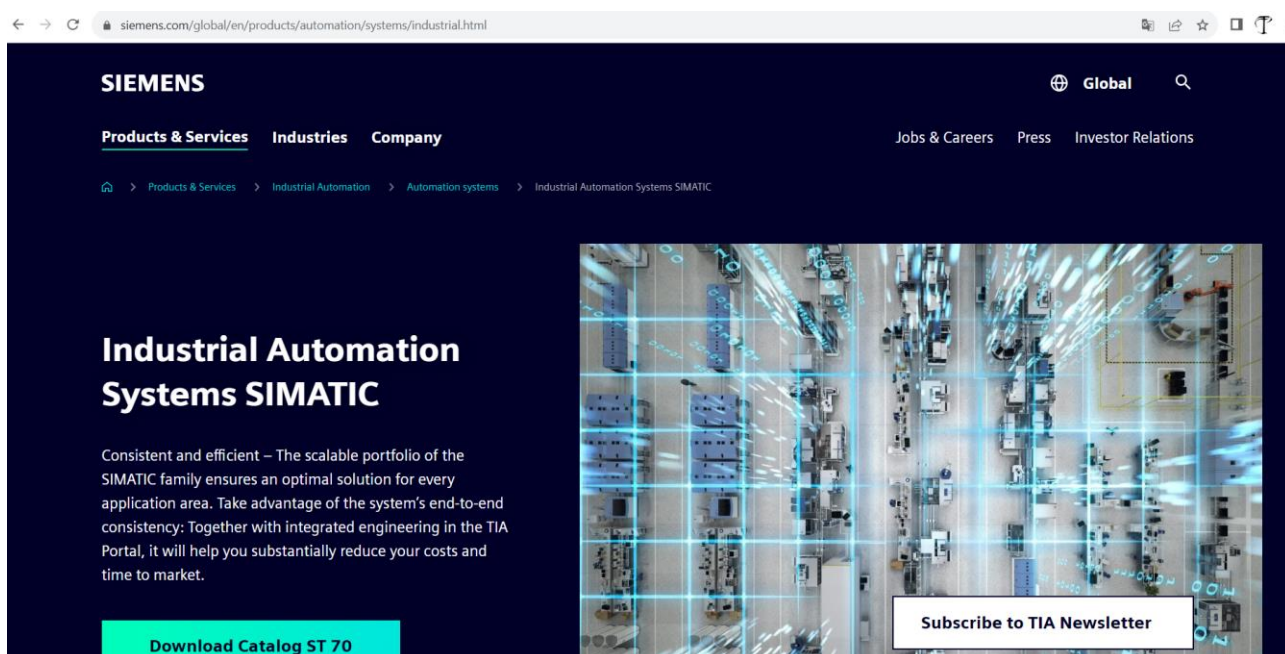 siemens.com/global/en/products/automation/systems/industrial.html
SIEMENS
Global
Products & Services Industries Company
Jobs & Careers Press Investor Relations
> Products & Services > Industrial Automation > Automation systems > Industrial Automation Systems SIMATIC
Industrial Automation
Systems SIMATIC
Consistent and efficient – The scalable portfolio of the
SIMATIC family ensures an optimal solution for every
application area. Take advantage of the system's end-to-end
consistency: Together with integrated engineering in the TIA
Portal, it will help you substantially reduce your costs and
time to market.
Download Catalog ST 70
Subscribe to TIA Newsletter